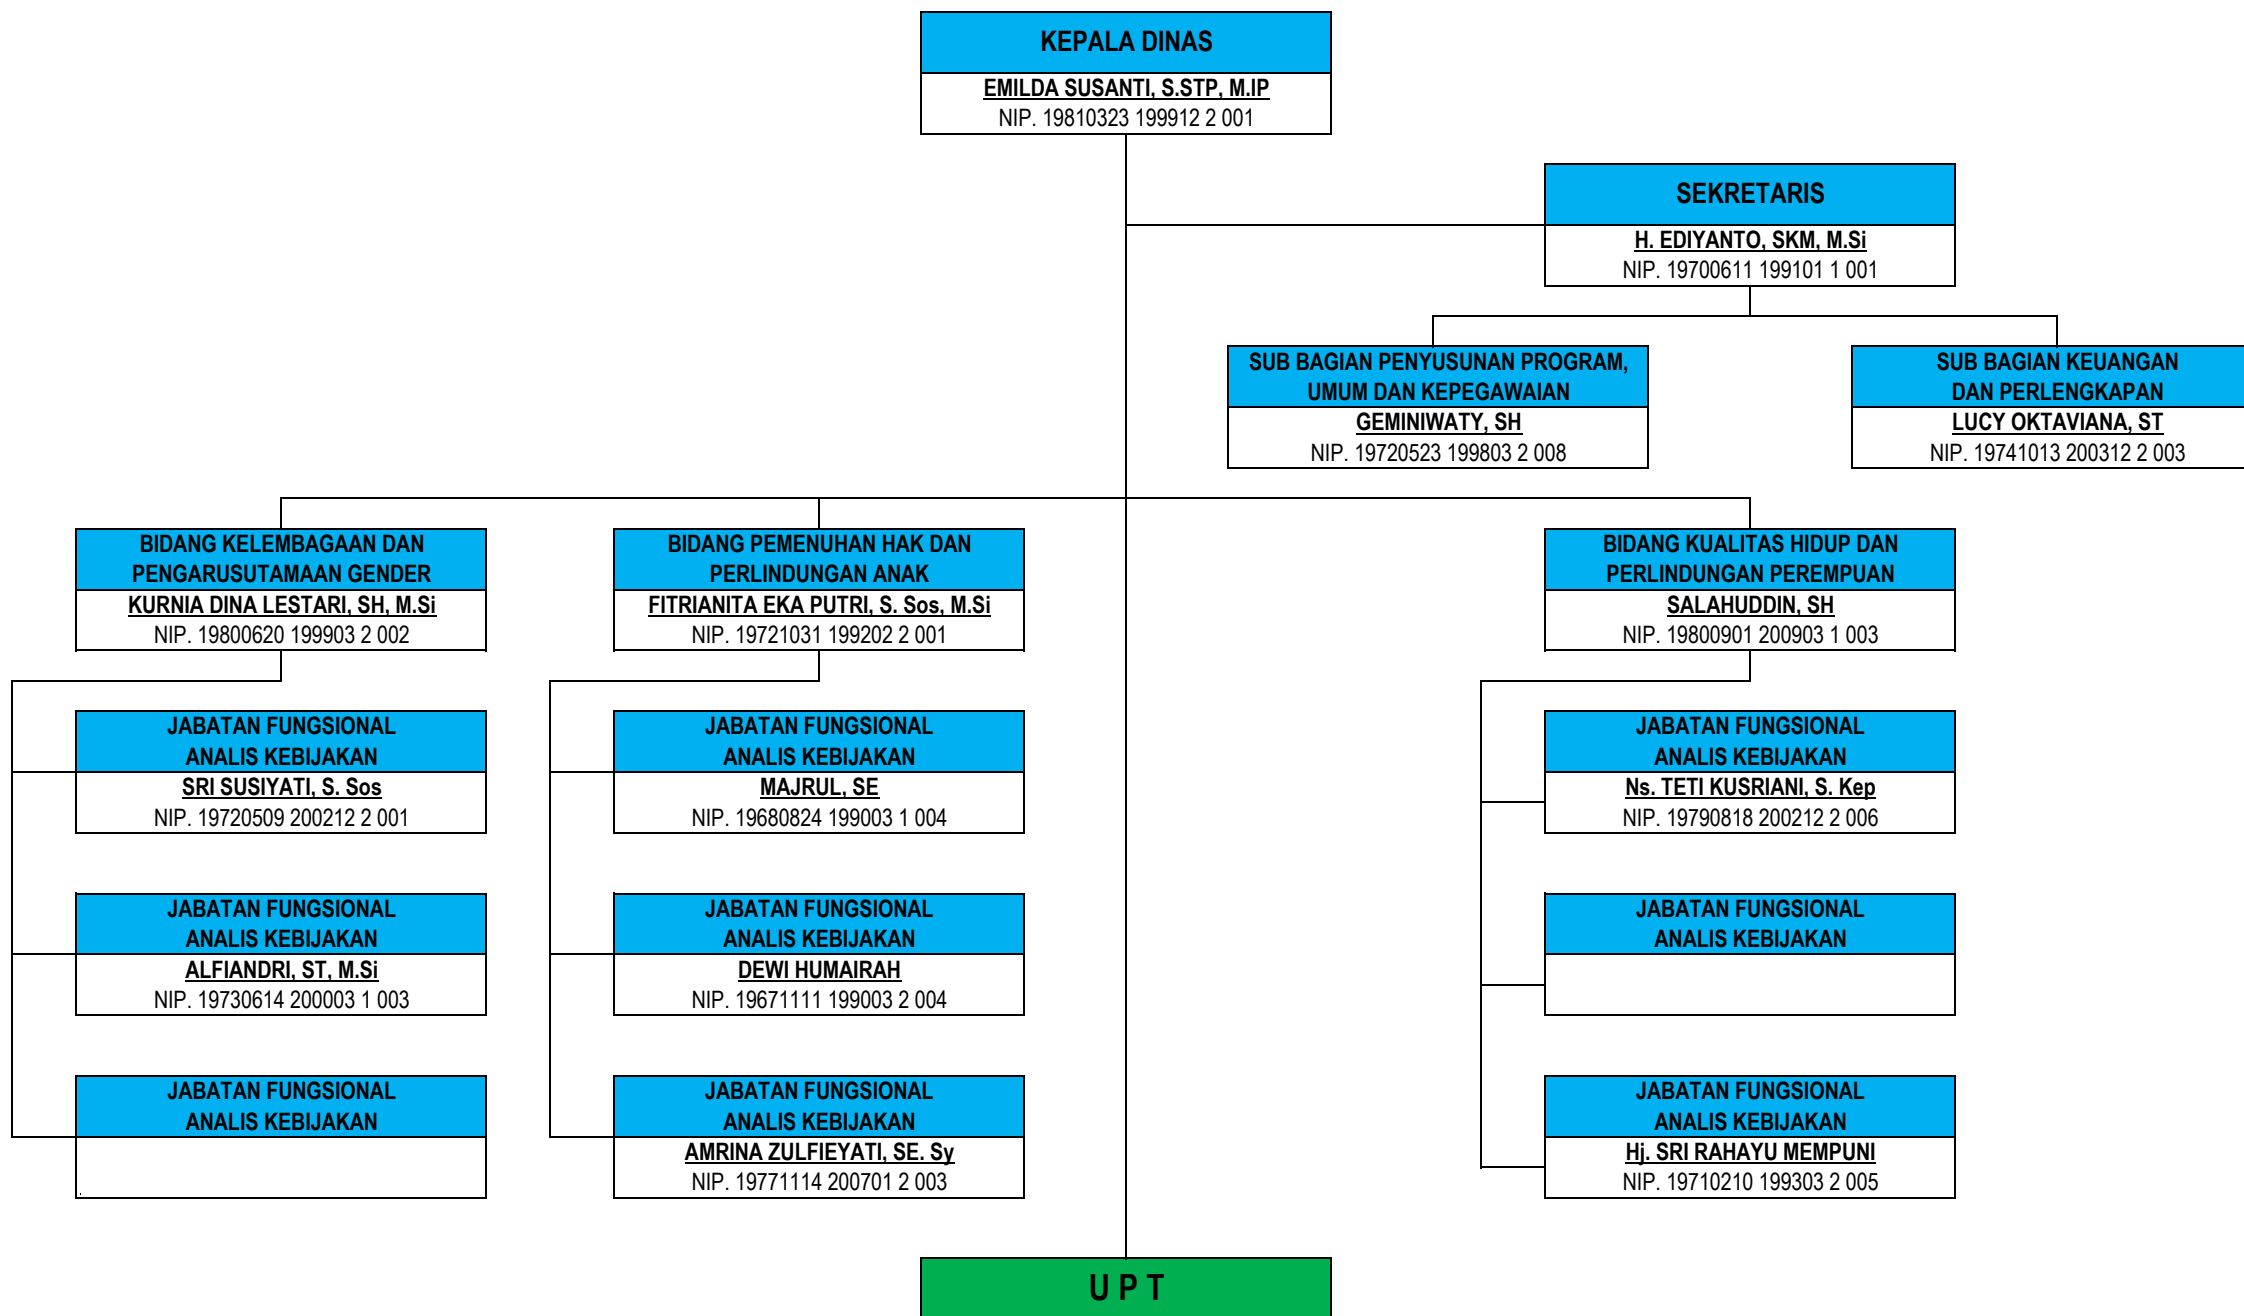 KEPALA DINAS
EMILDA SUSANTI, S.STP, M.IP
NIP. 19810323 199912 2 001
SEKRETARIS
H. EDIYANTO, SKM, M.Si
NIP. 19700611 199101 1 001
SUB BAGIAN PENYUSUNAN PROGRAM,
UMUM DAN KEPEGAWAIAN
GEMINIWATY, SH
NIP. 19720523 199803 2 008
SUB BAGIAN KEUANGAN
DAN PERLENGKAPAN
LUCY OKTAVIANA, ST
NIP. 19741013 200312 2 003
BIDANG KELEMBAGAAN DAN
PENGARUSUTAMAAN GENDER
KURNIA DINA LESTARI, SH, M.Si
NIP. 19800620 199903 2 002
JABATAN FUNGSIONAL
ANALIS KEBIJAKAN
SRI SUSIYATI, S. Sos
NIP. 19720509 200212 2 001
JABATAN FUNGSIONAL
ANALIS KEBIJAKAN
ALFIANDRI, ST, M.Si
NIP. 19730614 200003 1 003
JABATAN FUNGSIONAL
ANALIS KEBIJAKAN
BIDANG PEMENUHAN HAK DAN
PERLINDUNGAN ANAK
FITRIANITA EKA PUTRI, S. Sos, M.Si
NIP. 19721031 199202 2 001
JABATAN FUNGSIONAL
ANALIS KEBIJAKAN
MAJRUL, SE
NIP. 19680824 199003 1 004
JABATAN FUNGSIONAL
ANALIS KEBIJAKAN
DEWI HUMAIRAH
NIP. 19671111 199003 2 004
JABATAN FUNGSIONAL
ANALIS KEBIJAKAN
AMRINA ZULFIEYATI, SE. Sy
NIP. 19771114 200701 2 003
BIDANG KUALITAS HIDUP DAN
PERLINDUNGAN PEREMPUAN
SALAHUDDIN, SH
NIP. 19800901 200903 1 003
JABATAN FUNGSIONAL
ANALIS KEBIJAKAN
Ns. TETI KUSRIANI, S. Kep
NIP. 19790818 200212 2 006
JABATAN FUNGSIONAL
ANALIS KEBIJAKAN
JABATAN FUNGSIONAL
ANALIS KEBIJAKAN
Hj. SRI RAHAYU MEMPUNI
NIP. 19710210 199303 2 005
U P T